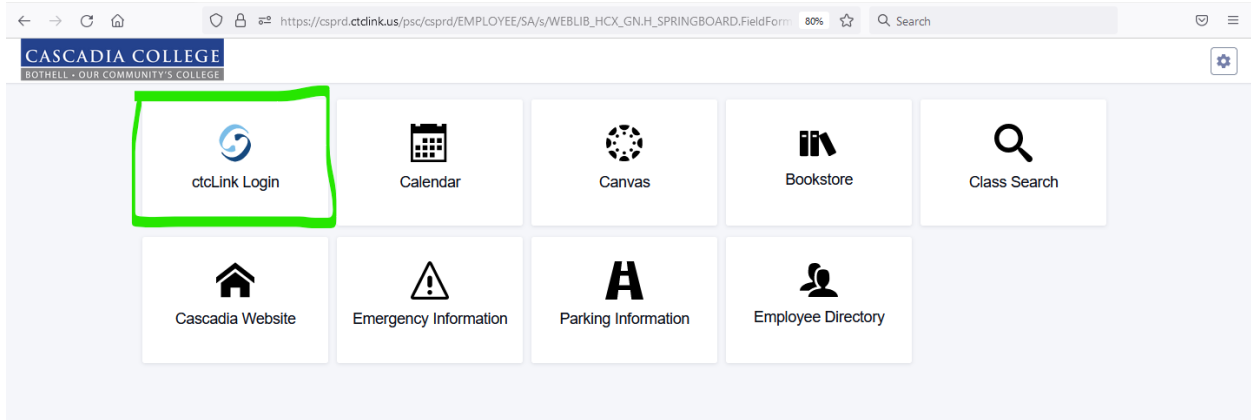 https://csprd.ctclink.us/psc/csprd/EMPLOYEE/SA/s/WEBLIB_HCX_GN.H_SPRINGBOARD.FieldForm 80% Search
CASCADIA COLLEGE
BOTHELL • OUR COMMUNITY'S COLLEGE
ctcLink Login Calendar Canvas Bookstore Class Search
Cascadia Website Emergency Information Parking Information Employee Directory